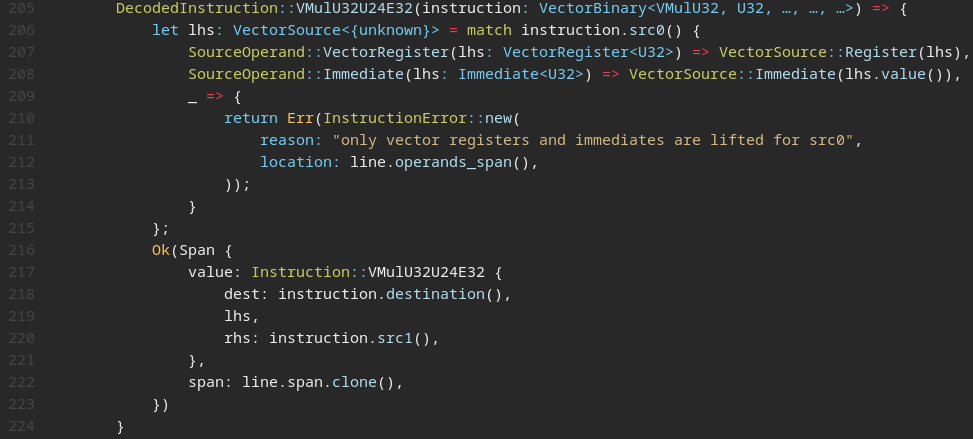 205         DecodedInstruction::VMulU32U24E32(instruction: VectorBinary<VMulU32, U32, …, …, …>) => {
206             let lhs: VectorSource<{unknown}> = match instruction.src0() {
207                 SourceOperand::VectorRegister(lhs: VectorRegister<U32>) => VectorSource::Register(lhs),
208                 SourceOperand::Immediate(lhs: Immediate<U32>) => VectorSource::Immediate(lhs.value()),
209                 _ => {
210                     return Err(InstructionError::new(
211                         reason: "only vector registers and immediates are lifted for src0",
212                         location: line.operands_span(),
213                     ));
214                 }
215             };
216             Ok(Span {
217                 value: Instruction::VMulU32U24E32 {
218                     dest: instruction.destination(),
219                     lhs,
220                     rhs: instruction.src1(),
221                 },
222                 span: line.span.clone(),
223             })
224         }